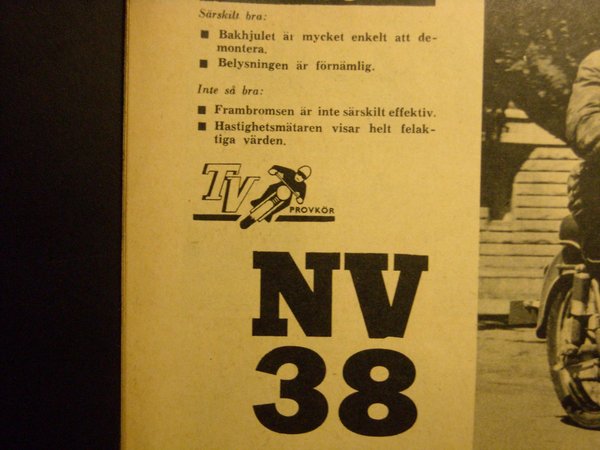 Särskilt bra:
■ Bakhjulet är mycket enkelt att de-
montera.
■ Belysningen är förnämlig.
Inte så bra:
■ Frambromsen är inte särskilt effektiv.
■ Hastighetsmätaren visar helt felak-
tiga värden.
TV
PROVKÖR
NV
38